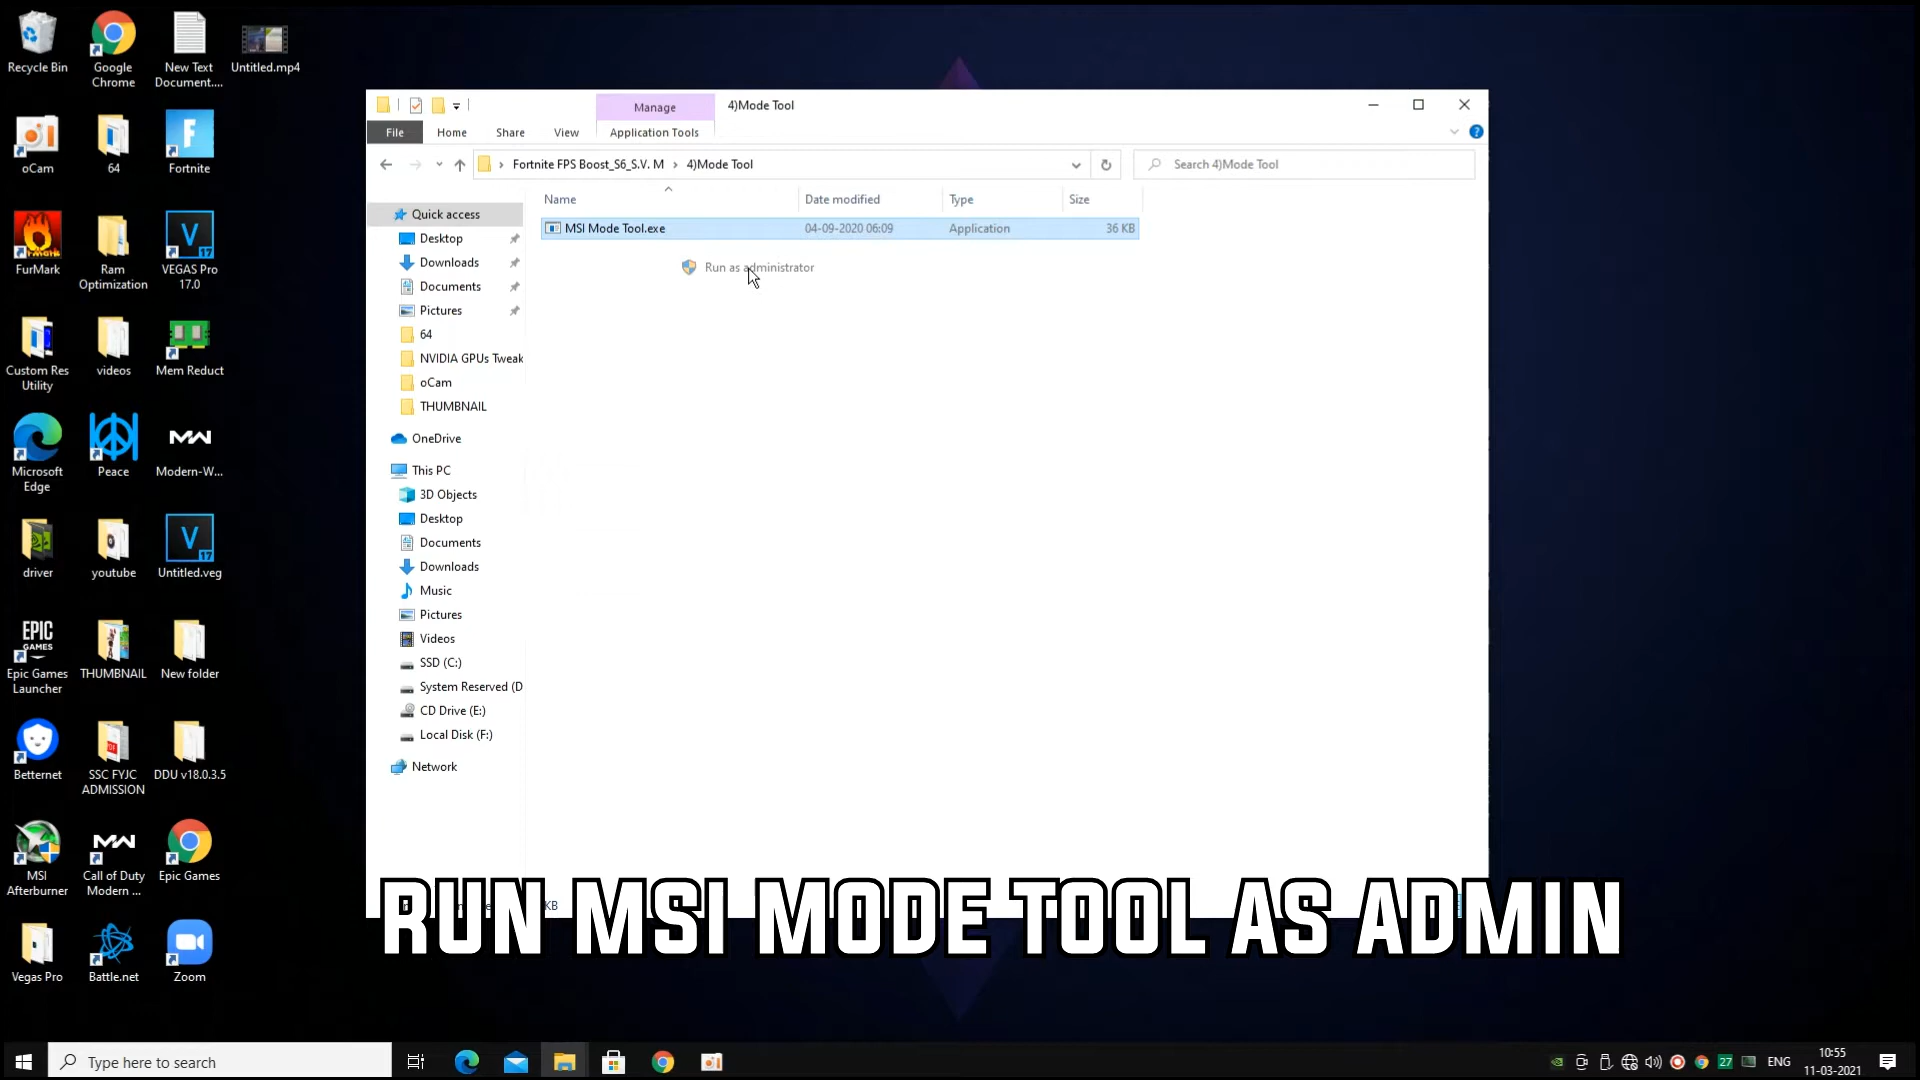 Recycle Bin
Google
Chrome
New Text
Document....
Untitled.mp4
oCam
64
Fortnite
FurMark
Ram
Optimization
VEGAS Pro
17.0
Custom Res
Utility
videos
Mem Reduct
Microsoft
Edge
Peace
Modern-W...
driver
youtube
Untitled.veg
Epic Games
Launcher
THUMBNAIL
New folder
Betternet
SSC FYJC
ADMISSION
DDU v18.0.3.5
MSI
Afterburner
Call of Duty
Modern ...
Epic Games
Vegas Pro
Battle.net
Zoom
Manage
4)Mode Tool
File
Home
Share
View
Application Tools
Fortnite FPS Boost_S6_S.V. M
4)Mode Tool
Search 4)Mode Tool
Name
Date modified
Type
Size
MSI Mode Tool.exe
04-09-2020 06:09
Application
36 KB
Run as administrator
Quick access
Desktop
Downloads
Documents
Pictures
64
NVIDIA GPUs Tweak
oCam
THUMBNAIL
OneDrive
This PC
3D Objects
Desktop
Documents
Downloads
Music
Pictures
Videos
SSD (C:)
System Reserved (D
CD Drive (E:)
Local Disk (F:)
Network
KB
RUN MSI MODE TOOL AS ADMIN
Type here to search
27
ENG
10:55
11-03-2021